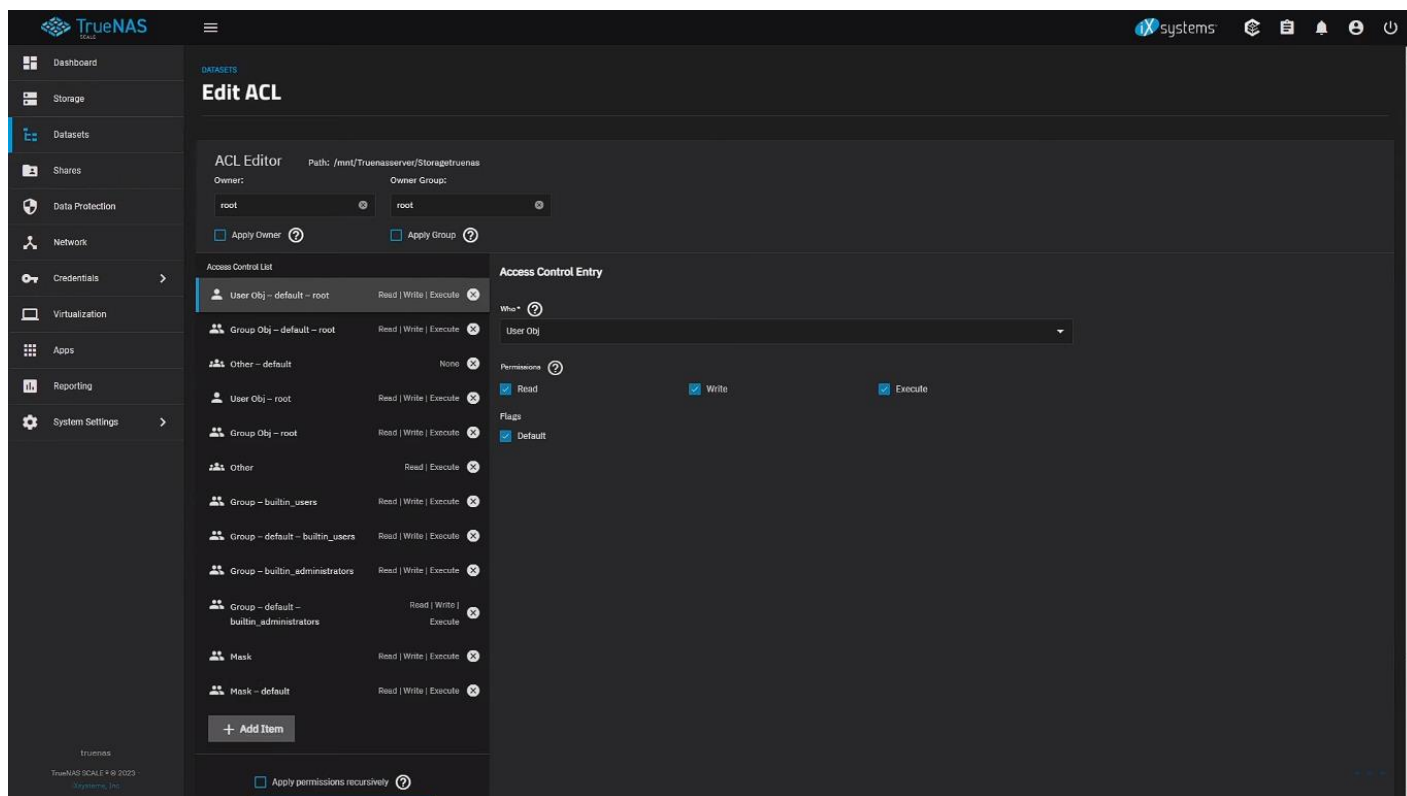 TrueNAS
SCALE
iX systems
Dashboard
Storage
Datasets
Shares
Data Protection
Network
Credentials
Virtualization
Apps
Reporting
System Settings
truenas
TrueNAS SCALE ® © 2023 -
iXsystems, Inc.
DATASETS
Edit ACL
ACL Editor Path: /mnt/Truenasserver/Storagetruenas
Owner: Owner Group:
root root
Apply Owner Apply Group
Access Control List
User Obj – default – root Read | Write | Execute
Group Obj – default – root Read | Write | Execute
Other – default None
User Obj – root Read | Write | Execute
Group Obj – root Read | Write | Execute
Other Read | Execute
Group – builtin_users Read | Write | Execute
Group – default – builtin_users Read | Write | Execute
Group – builtin_administrators Read | Write | Execute
Group – default – Read | Write |
builtin_administrators Execute
Mask Read | Write | Execute
Mask – default Read | Write | Execute
+ Add Item
Apply permissions recursively
Access Control Entry
Who*
User Obj
Permissions
Read Write Execute
Flags
Default